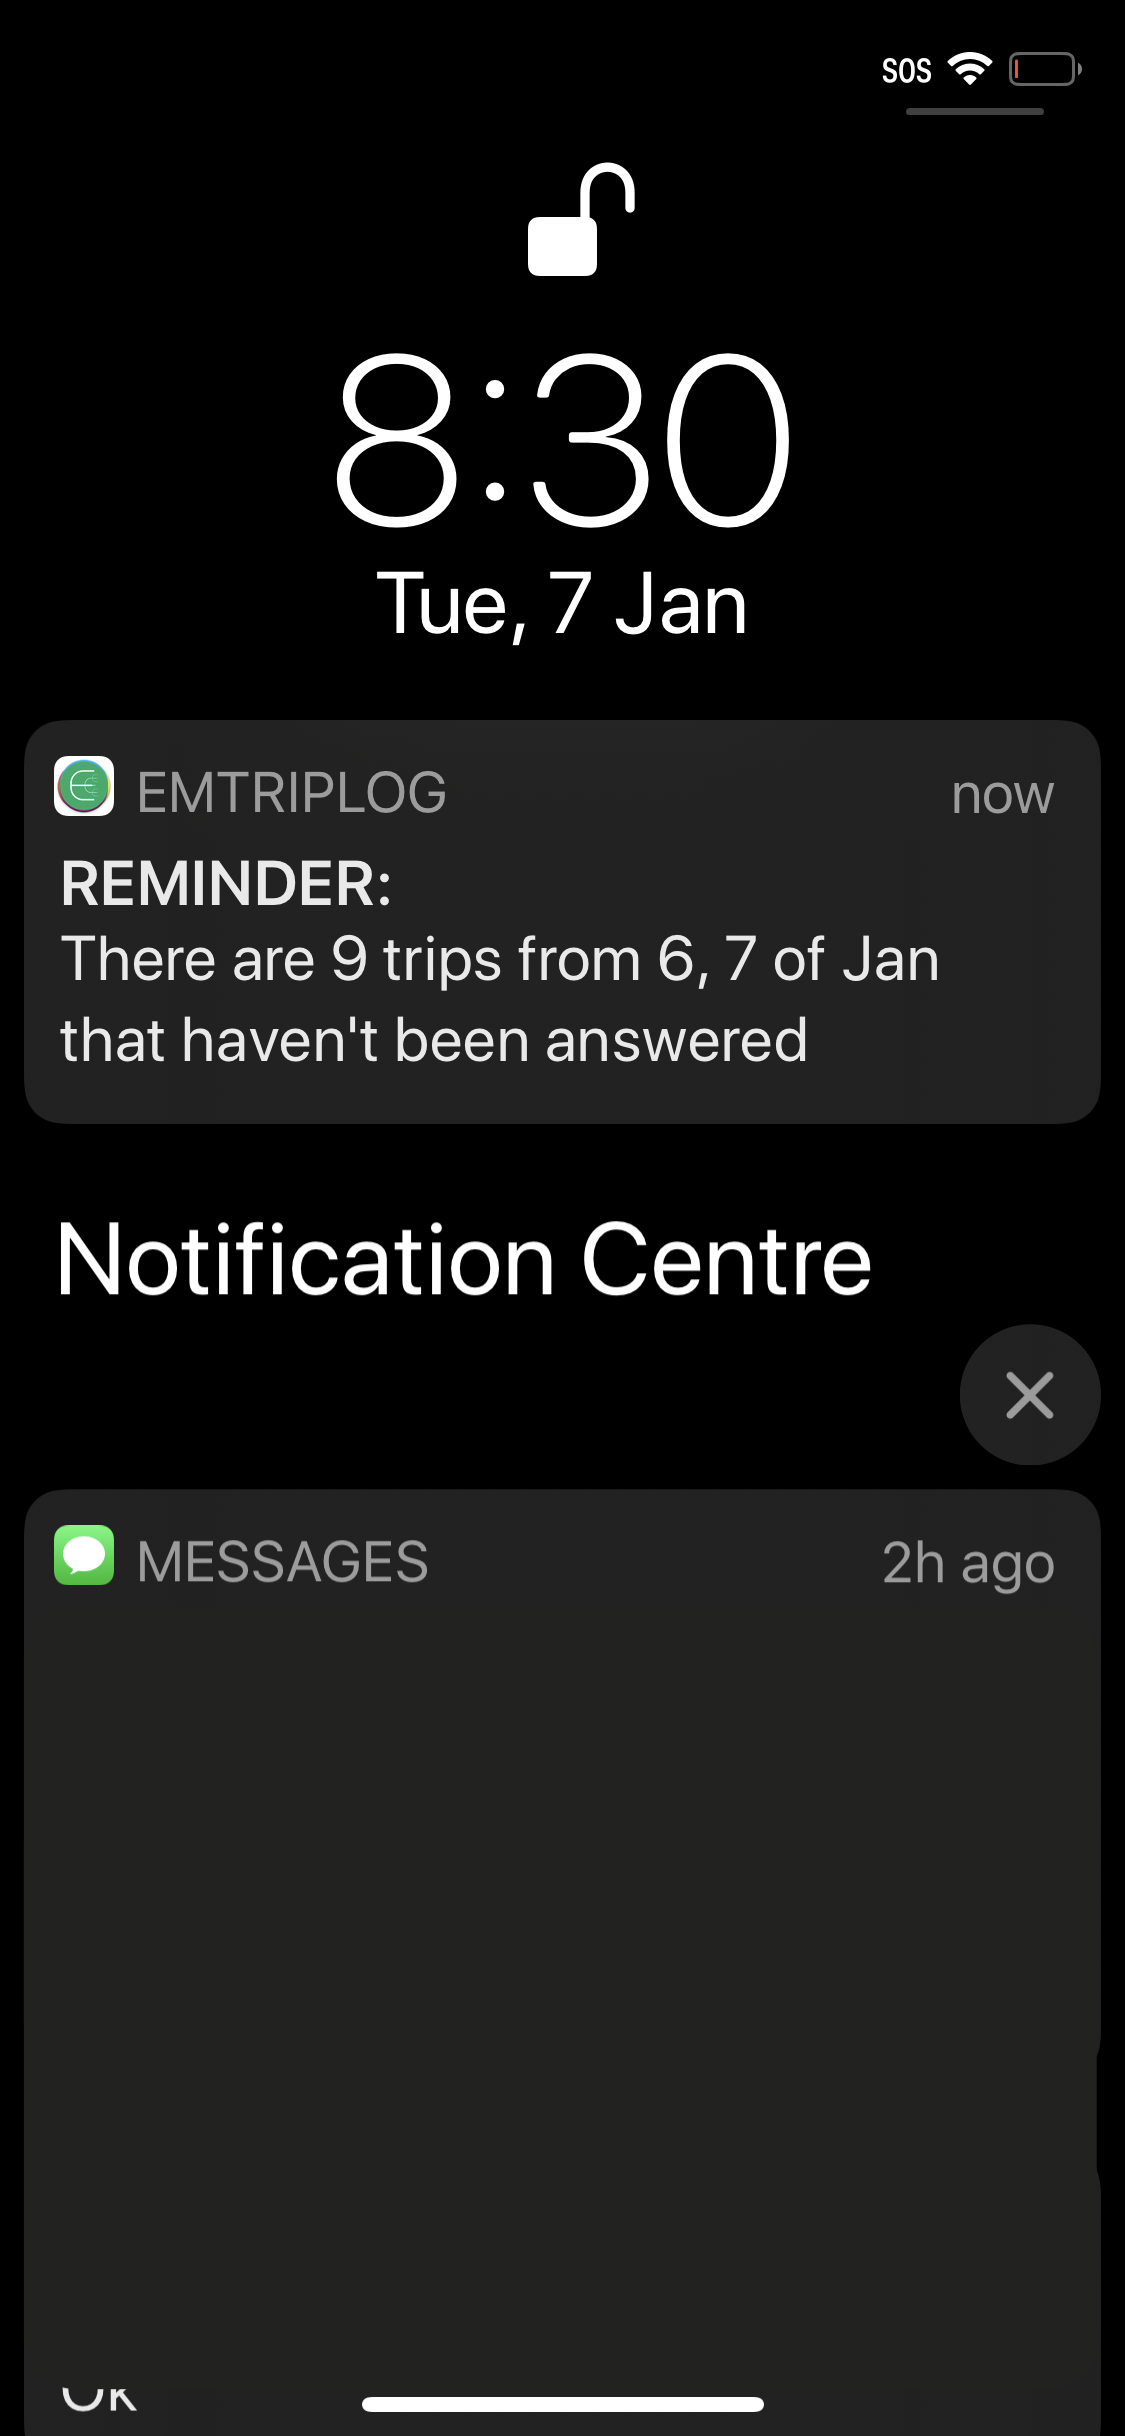 SOS
8:30
Tue, 7 Jan
EMTRIPLOG now
REMINDER:
There are 9 trips from 6, 7 of Jan
that haven't been answered
Notification Centre
MESSAGES 2h ago